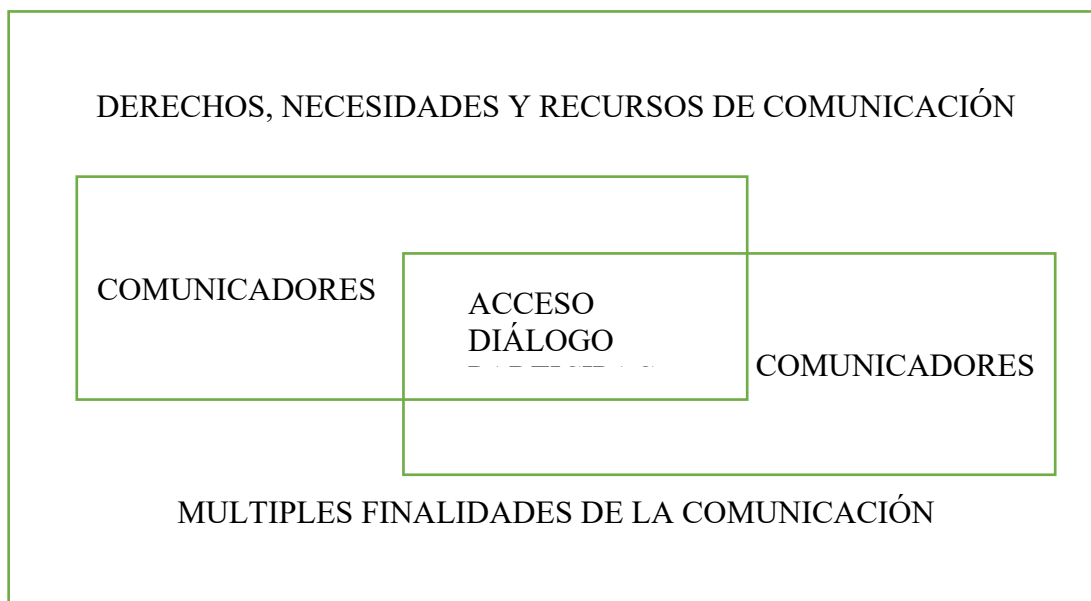 DERECHOS, NECESIDADES Y RECURSOS DE COMUNICACIÓN
COMUNICADORES
ACCESO
DIÁLOGO
COMUNICADORES
MULTIPLES FINALIDADES DE LA COMUNICACIÓN